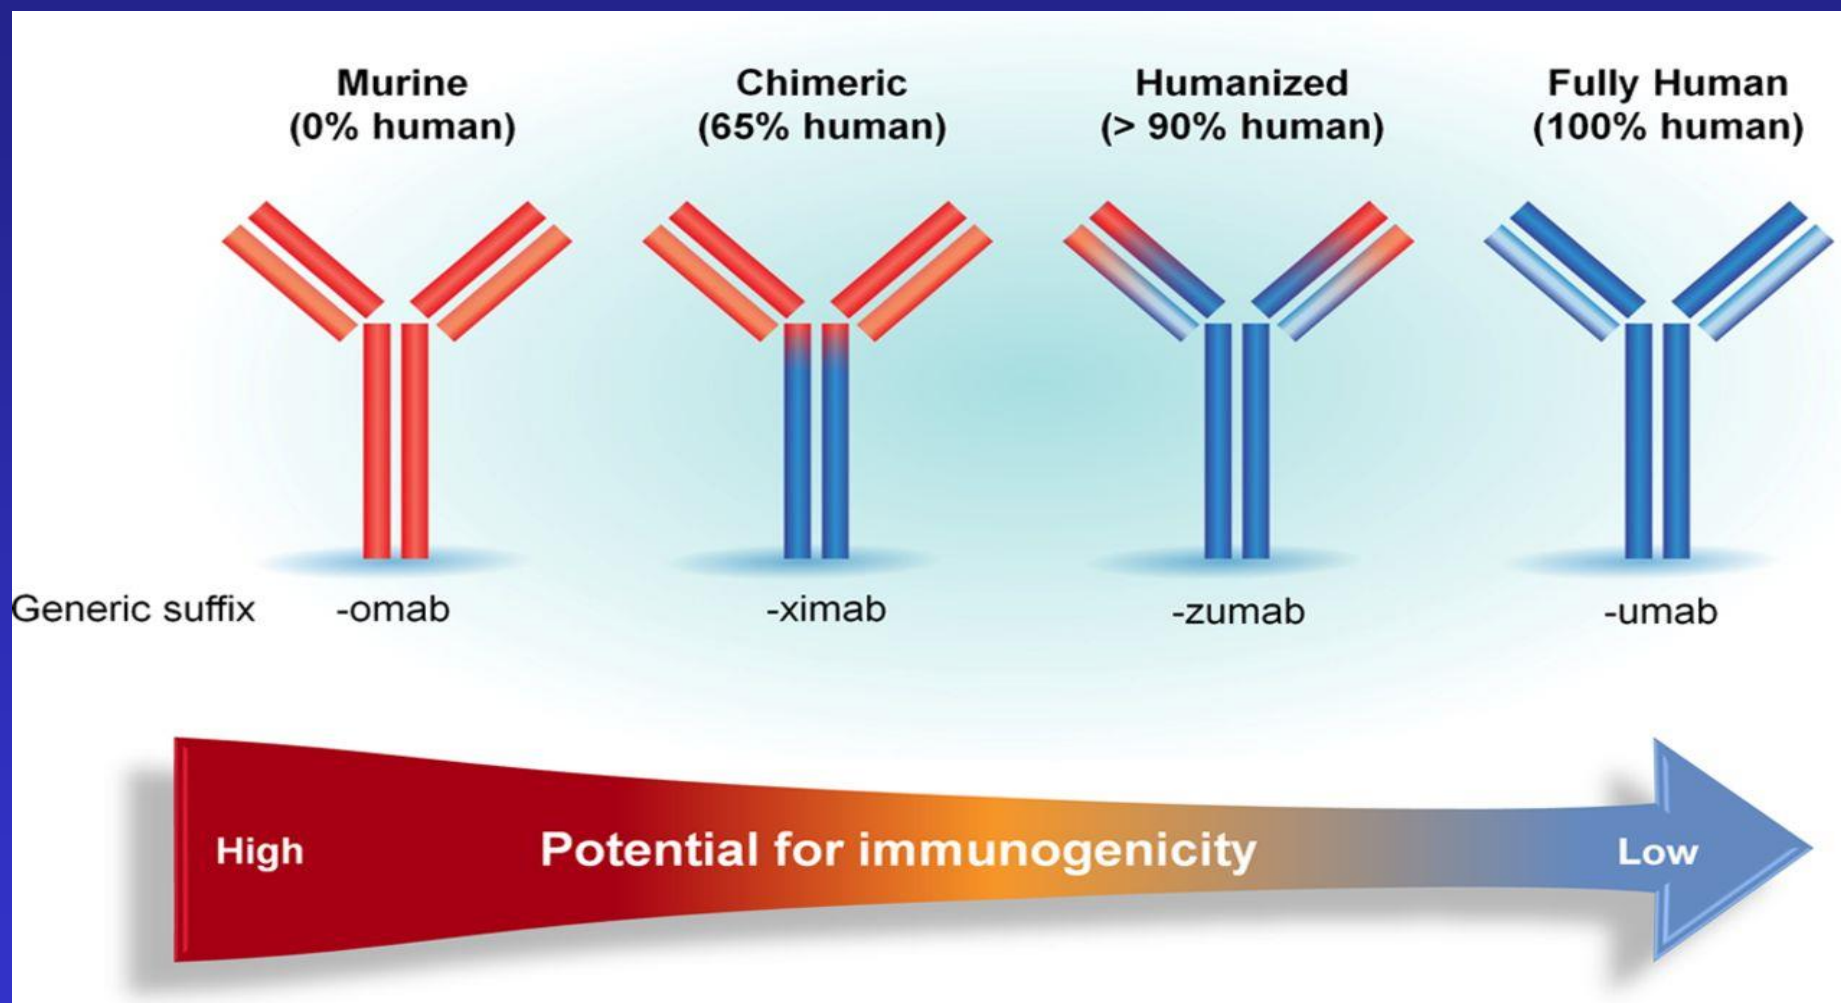 Murine
(0% human)
Chimeric
(65% human)
Humanized
(> 90% human)
Fully Human
(100% human)
Generic suffix
-omab
-ximab
-zumab
-umab
High
Potential for immunogenicity
Low